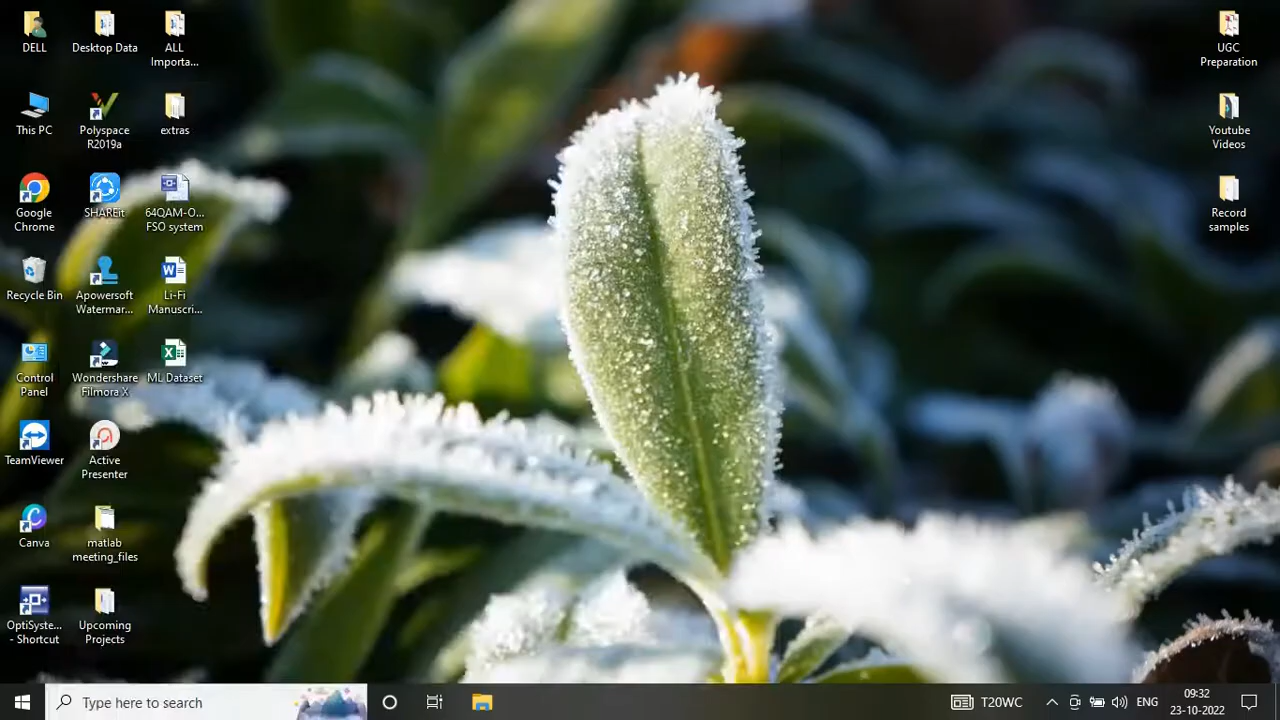 DELL
Desktop Data
ALL
Importa...
This PC
Polyspace
R2019a
extras
Google
Chrome
SHAREit
64QAM-O...
FSO system
Recycle Bin
Apowersoft
Watermar...
Li-Fi
Manuscri...
Control
Panel
Wondershare
Filmora X
ML Dataset
TeamViewer
Active
Presenter
Canva
matlab
meeting_files
OptiSyste...
- Shortcut
Upcoming
Projects
UGC
Preparation
Youtube
Videos
Record
samples
Type here to search
T20WC
ENG
09:32
23-10-2022